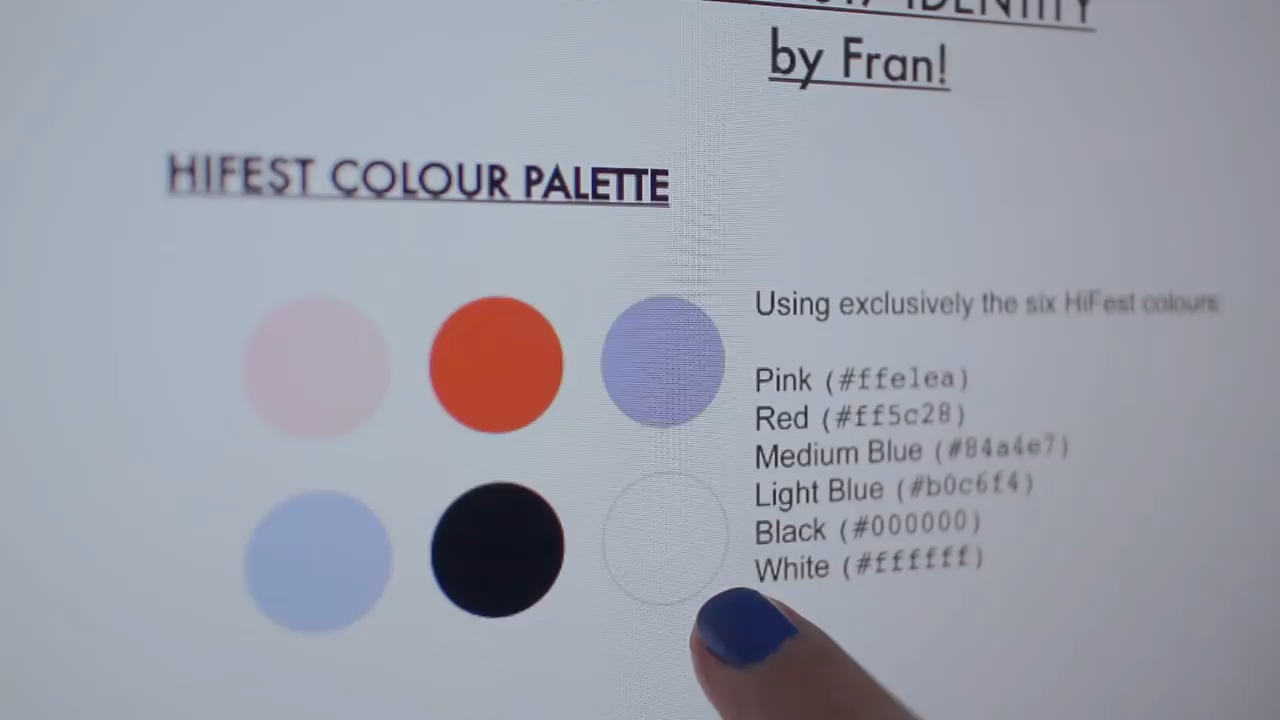 IDENTITY
by Fran!
HIFEST COLOUR PALETTE
Using exclusively the six HiFest colours
Pink (#ffe1ea)
Red (#ff5c28)
Medium Blue (#84a4e7)
Light Blue (#b0c6f4)
Black (#000000)
White (#ffffff)